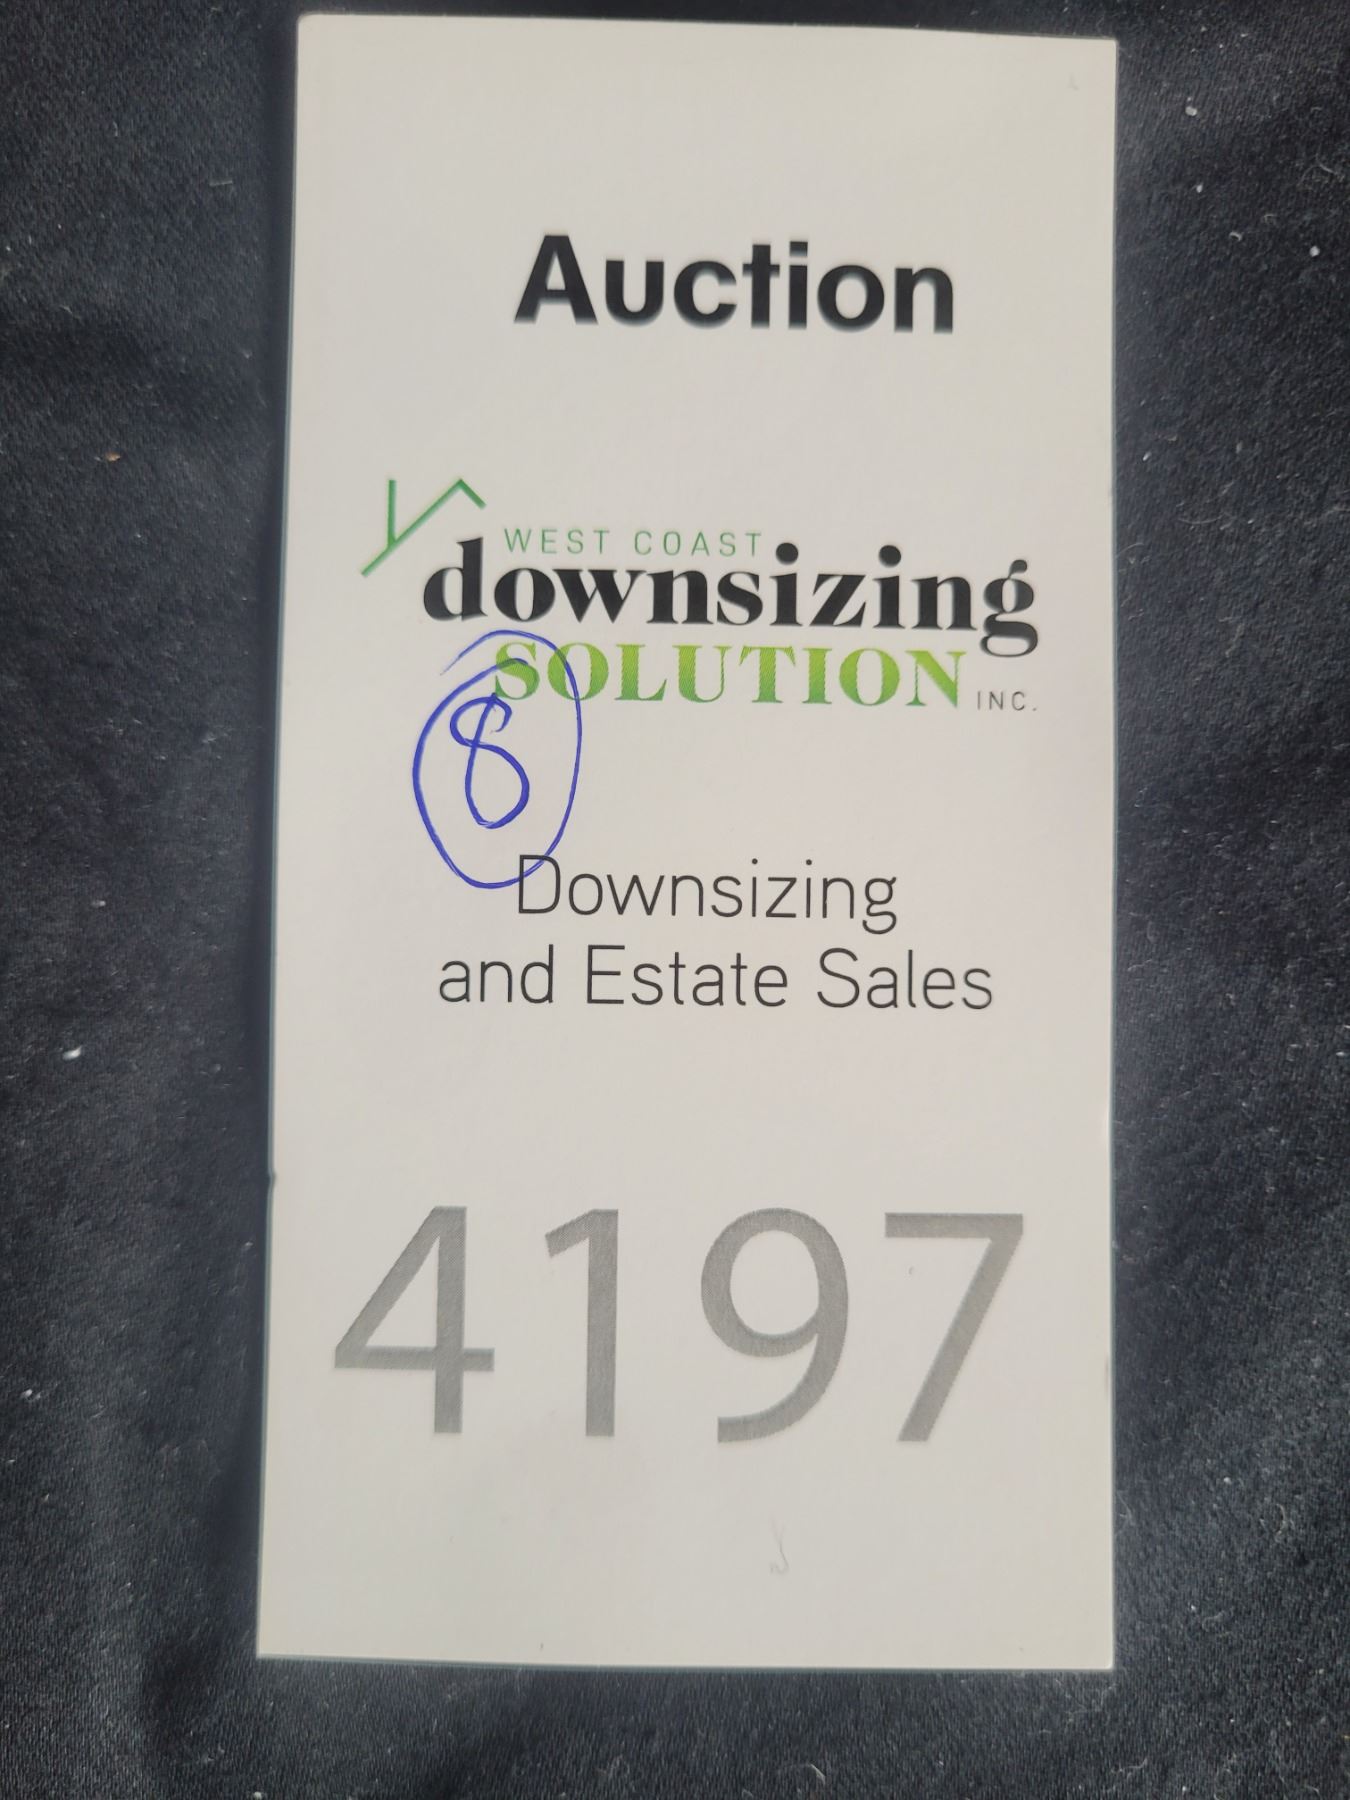 Auction
WEST COAST
downsizing
SOLUTION INC.
8
Downsizing
and Estate Sales
4197